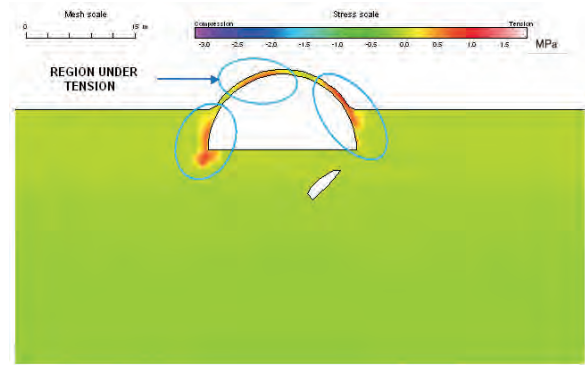 Mesh scale
0 15 m
Stress scale
Compression Tension
-3.0 -2.5 -2.0 -1.5 -1.0 -0.5 0.0 0.5 1.0 1.5
MPa
REGION UNDER
TENSION